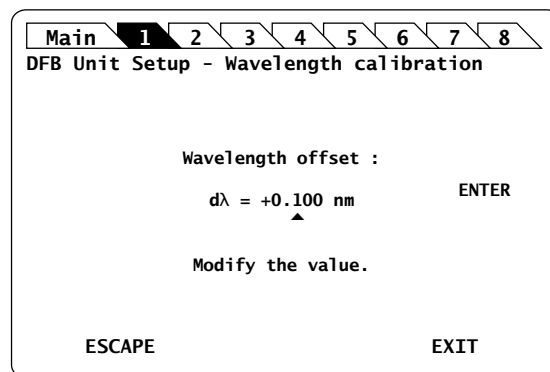 Main 1 2 3 4 5 6 7 8
DFB Unit Setup - Wavelength calibration
Wavelength offset :
dλ = +0.100 nm
ENTER
Modify the value.
ESCAPE EXIT